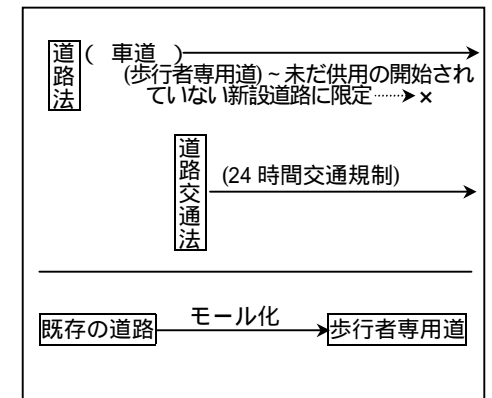 道路法 ( 車道 )
(歩行者専用道)~未だ供用の開始され
ていない新設道路に限定 ×
道路交通法 (24 時間交通規制)
モール化
既存の道路 歩行者専用道